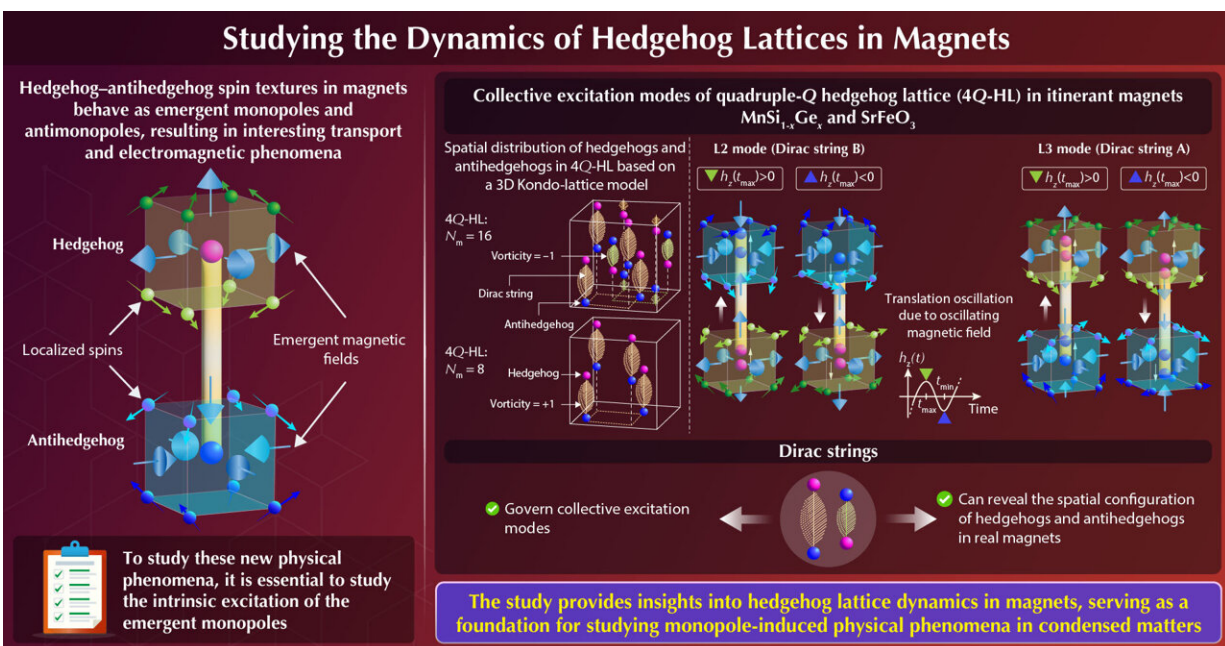 Studying the Dynamics of Hedgehog Lattices in Magnets
Hedgehog–antihedgehog spin textures in magnets
behave as emergent monopoles and
antimonopoles, resulting in interesting transport
and electromagnetic phenomena
Hedgehog
Localized spins
Emergent magnetic
fields
Antihedgehog
To study these new physical
phenomena, it is essential to study
the intrinsic excitation of the
emergent monopoles
Collective excitation modes of quadruple-Q hedgehog lattice (4Q-HL) in itinerant magnets
MnSi1-xGex and SrFeO3
Spatial distribution of hedgehogs and
antihedgehogs in 4Q-HL based on
a 3D Kondo-lattice model
4Q-HL:
Nm = 16
Vorticity = −1
Dirac string
Antihedgehog
4Q-HL:
Nm = 8
Hedgehog
Vorticity = +1
L2 mode (Dirac string B)
hz(tmax)>0
hz(tmax)<0
Translation oscillation
due to oscillating
magnetic field
hz(t)
tmin
tmax
Time
L3 mode (Dirac string A)
hz(tmax)>0
hz(tmax)<0
Dirac strings
Govern collective excitation
modes
Can reveal the spatial configuration
of hedgehogs and antihedgehogs
in real magnets
The study provides insights into hedgehog lattice dynamics in magnets, serving as a
foundation for studying monopole-induced physical phenomena in condensed matters